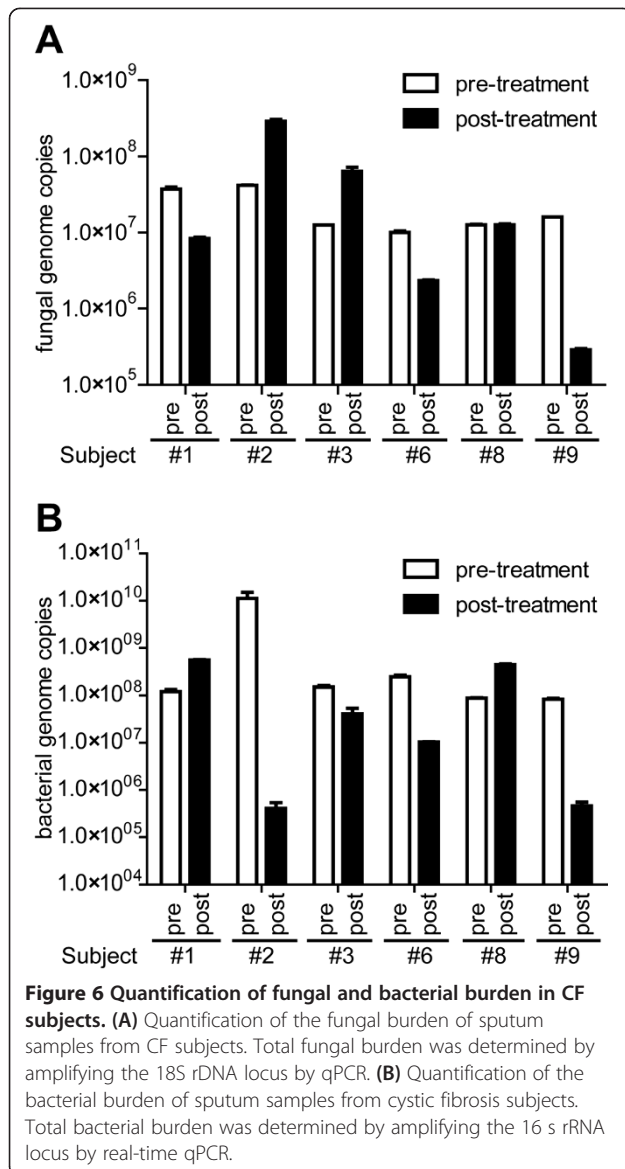 A
1.0×10⁹
1.0×10⁸
1.0×10⁷
1.0×10⁶
1.0×10⁵
fungal genome copies
pre-treatment
post-treatment
pre post pre post pre post pre post pre post pre post
Subject #1 #2 #3 #6 #8 #9
B
1.0×10¹¹
1.0×10¹⁰
1.0×10⁰⁹
1.0×10⁰⁸
1.0×10⁰⁷
1.0×10⁰⁶
1.0×10⁰⁵
1.0×10⁰⁴
bacterial genome copies
pre-treatment
post-treatment
pre post pre post pre post pre post pre post pre post
Subject #1 #2 #3 #6 #8 #9
Figure 6 Quantification of fungal and bacterial burden in CF
subjects. (A) Quantification of the fungal burden of sputum
samples from CF subjects. Total fungal burden was determined by
amplifying the 18S rDNA locus by qPCR. (B) Quantification of the
bacterial burden of sputum samples from cystic fibrosis subjects.
Total bacterial burden was determined by amplifying the 16 s rRNA
locus by real-time qPCR.